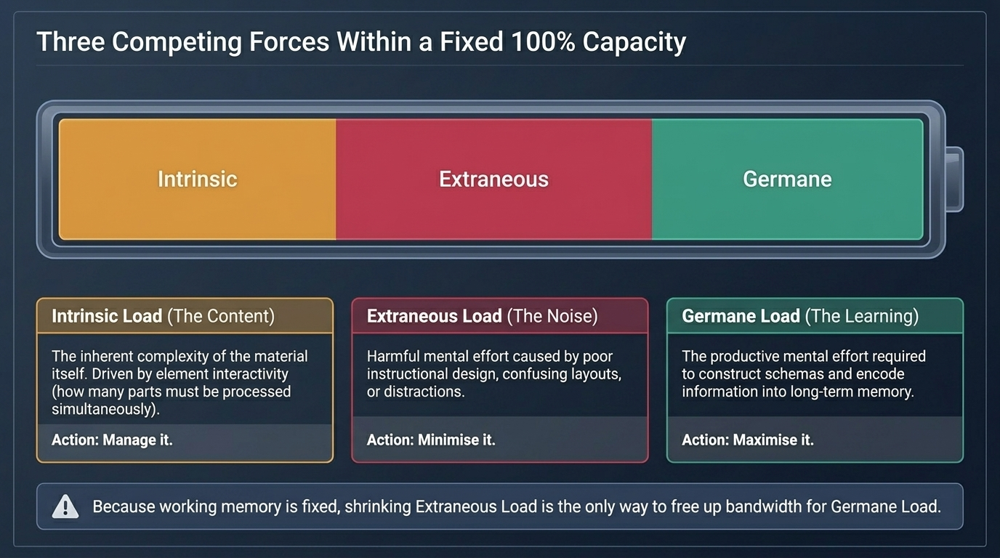 Three Competing Forces Within a Fixed 100% Capacity
Intrinsic
Extraneous
Germane
Intrinsic Load (The Content)
The inherent complexity of the material
itself. Driven by element interactivity
(how many parts must be processed
simultaneously).
Action: Manage it.
Extraneous Load (The Noise)
Harmful mental effort caused by poor
instructional design, confusing layouts,
or distractions.
Action: Minimise it.
Germane Load (The Learning)
The productive mental effort required
to construct schemas and encode
information into long-term memory.
Action: Maximise it.
Because working memory is fixed, shrinking Extraneous Load is the only way to free up bandwidth for Germane Load.